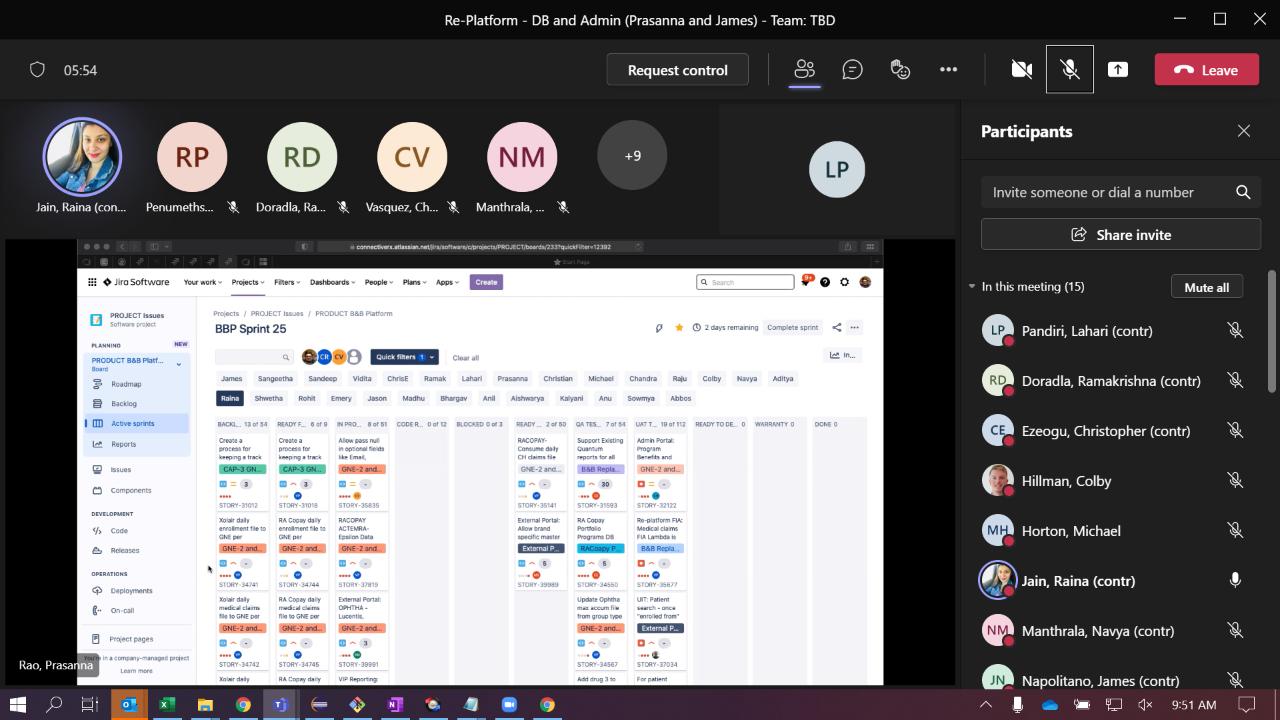 Re-Platform - DB and Admin (Prasanna and James) - Team: TBD
05:54
Request control
Leave
RP
RD
CV
NM
+9
LP
Jain, Raina (con...
Penumeths...
Doradla, Ra...
Vasquez, Ch...
Manthrala, ...
Participants
Invite someone or dial a number
Share invite
In this meeting (15)
Mute all
LP
Pandiri, Lahari (contr)
RD
Doradla, Ramakanth (contr)
CE
Ezeogu, Christopher (contr)
Hilman, Colby
MH
Jain, Raina (contr)
NM
JN
Napolitano, James (contr)
connectiverx.atlassian.net/jira/software/c/projects/PROJECT/boards/233?quickFilter=12392
Start Page
Jira Software
Your work
Projects
Filters
Dashboards
People
Plans
Apps
Create
Search
9+
PROJECT Issues
Software project
PLANNING
NEW
PRODUCT B&B Platf...
Board
Roadmap
Backlog
Active sprints
Reports
Issues
Components
DEVELOPMENT
Code
Releases
OPERATIONS
Deployments
On-call
Project pages
You're in a company-managed project
Learn more
Projects / PROJECT Issues / PRODUCT B&B Platform
BBP Sprint 25
2 days remaining
Complete sprint
CR
CV
Quick filters 1
Clear all
In...
James Sangeetha Sandeep Vidita ChrisE Ramak Lahari Prasanna Christian Michael Chandra Raju Colby Navya Aditya
Raina Shwetha Rohit Emery Jason Madhu Bhargav Anil Aishwarya Kalyani Anu Sowmya Abbos
BACKL... 13 of 54
READY F... 6 of 9
IN PRO... 8 of 51
CODE R... 0 of 12
BLOCKED 0 of 3
READY ... 2 of 50
QA TES... 7 of 54
UAT T... 19 of 112
READY TO DE... 0
WARRANTY 0
DONE 0
Create a
process for
keeping a track
CAP-3 GN...
3
STORY-31012
Xolair daily
enrollment file to
GNE per
GNE-2 and...
-
STORY-34741
Xolair daily
medical claims
file to GNE per
GNE-2 and...
-
STORY-34742
Xolair daily
Create a
process for
keeping a track
CAP-3 GN...
3
STORY-31018
RA Copay daily
enrollment file to
GNE per
GNE-2 and...
-
STORY-34744
RA Copay daily
medical claims
file to GNE per
GNE-2 and...
-
STORY-34745
RA Copay daily
Allow pass null
in optional fields
like Email,
GNE-2 and...
-
STORY-35835
RACOPAY
ACTEMRA-
Epsilon Data
GNE-2 and...
-
STORY-37819
External Portal:
OPHTHA -
Lucentis,
GNE-2 and...
3
STORY-39991
VIP Reporting:
RACOPAY-
Consume daily
CH claims file
GNE-2 and...
-
STORY-35141
External Portal:
Allow brand
specific master
External P...
5
STORY-39989
Support Existing
Quantum
reports for all
B&B Repla...
30
STORY-31593
RA Copay
Portfolio
Programs DB
RACopay P...
5
STORY-34550
Update Ophtha
max accum file
from group type
GNE-2 and...
-
STORY-34567
Add drug 3 to
Admin Portal:
Program
Benefits and
GNE-2 and...
-
STORY-32122
Re-platform FIA:
Medical claims
FIA Lambda is
B&B Repla...
-
STORY-35677
UIT: Patient
search - once
"enrolled from"
External P...
-
STORY-37034
For patient
Rao, Prasanna
9:51 AM